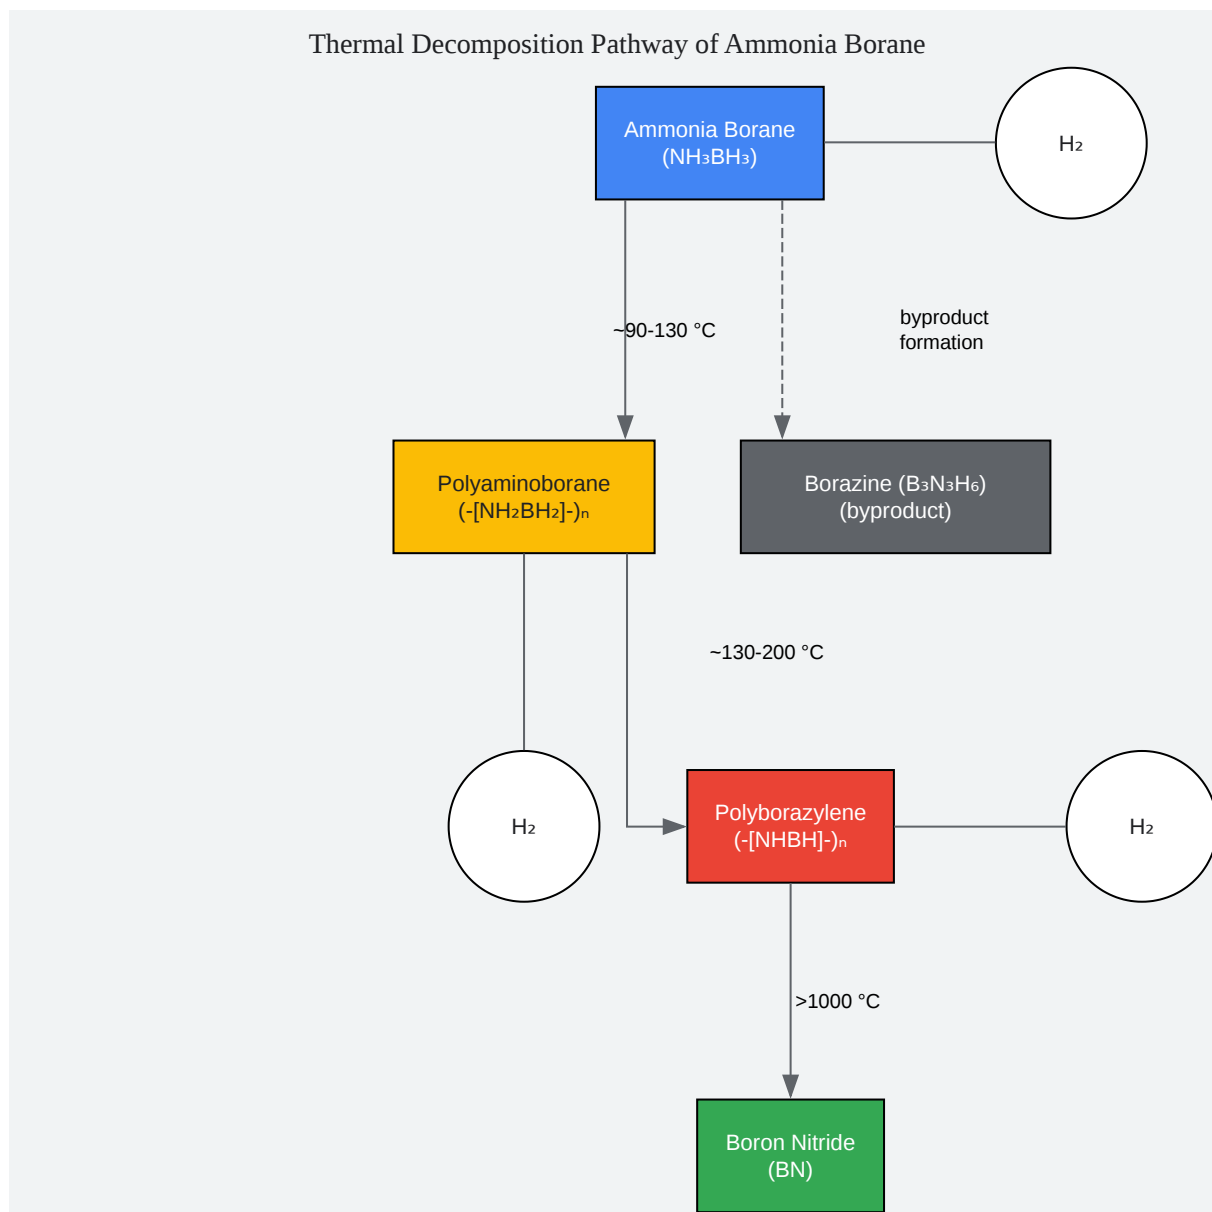 Thermal Decomposition Pathway of Ammonia Borane
Ammonia Borane
(NH₃BH₃)
H₂
~90-130 °C
byproduct
formation
Polyaminoborane
(-[NH₂BH₂]-)ₙ
Borazine (B₃N₃H₆)
(byproduct)
~130-200 °C
H₂
Polyborazylene
(-[NHBH]-)ₙ
H₂
>1000 °C
Boron Nitride
(BN)